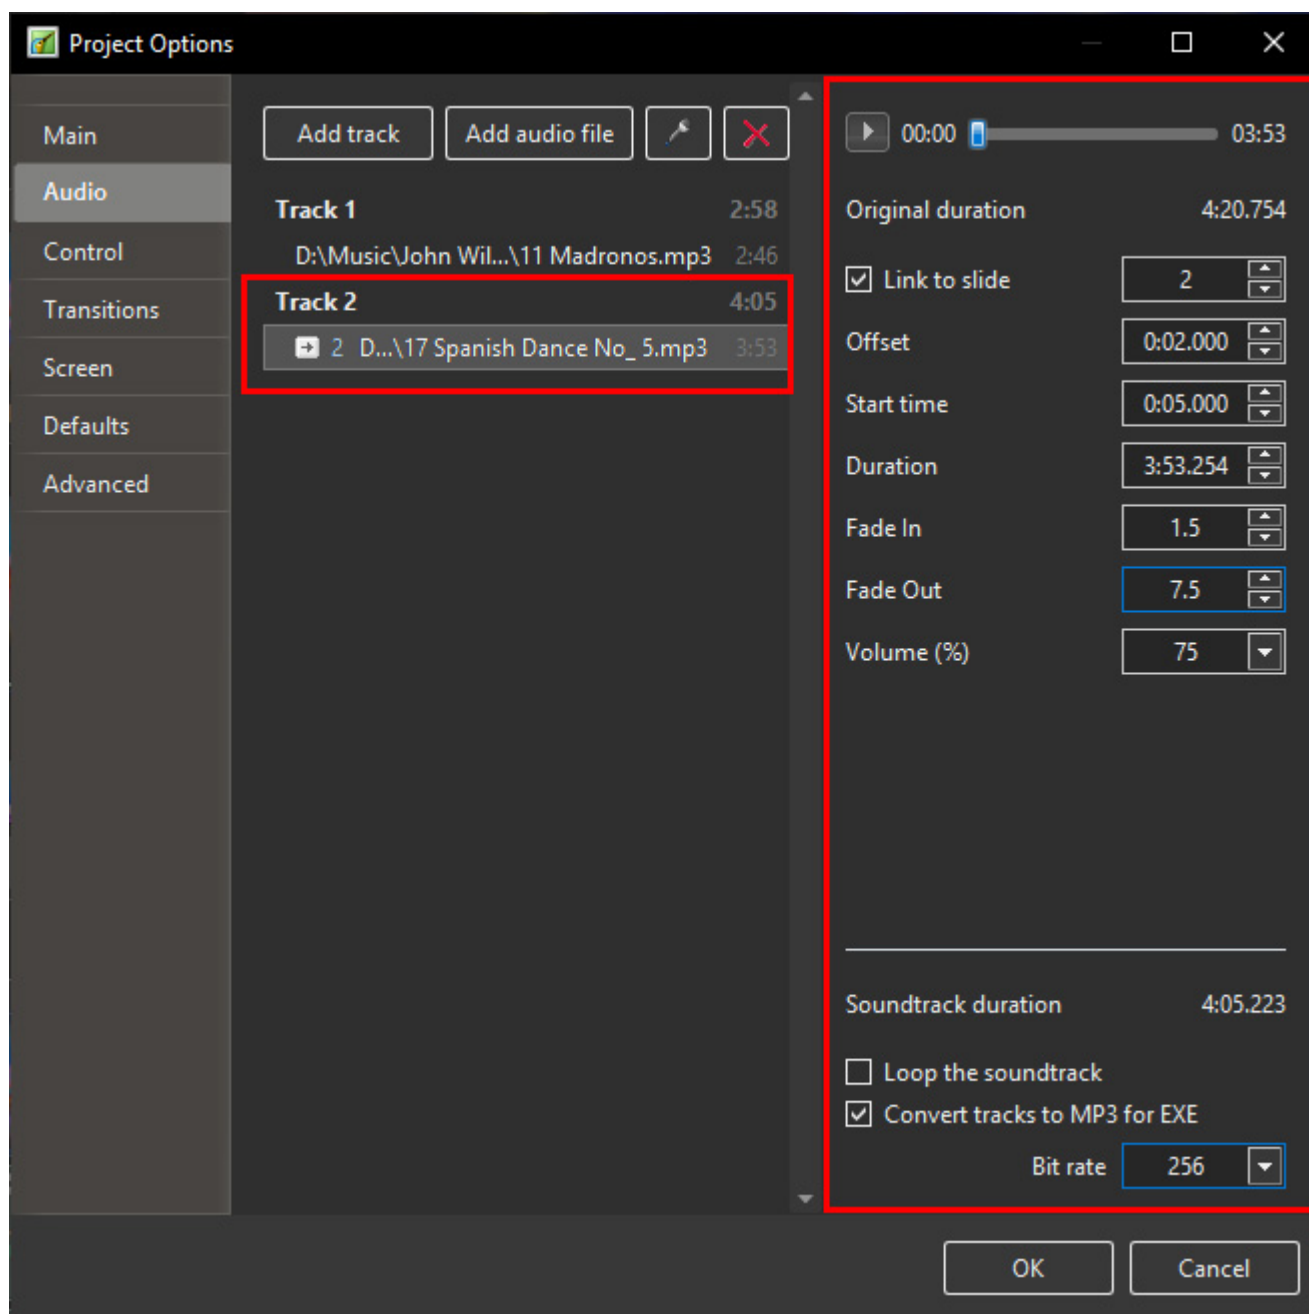 Project Options
Main
Audio
Control
Transitions
Screen
Defaults
Advanced
Add track
Add audio file
Track 1 2:58
D:\Music\John Wil...\11 Madronos.mp3 2:46
Track 2 4:05
2 D...\17 Spanish Dance No_ 5.mp3 3:53
00:00 03:53
Original duration 4:20.754
Link to slide 2
Offset 0:02.000
Start time 0:05.000
Duration 3:53.254
Fade In 1.5
Fade Out 7.5
Volume (%) 75
Soundtrack duration 4:05.223
Loop the soundtrack
Convert tracks to MP3 for EXE
Bit rate 256
OK
Cancel